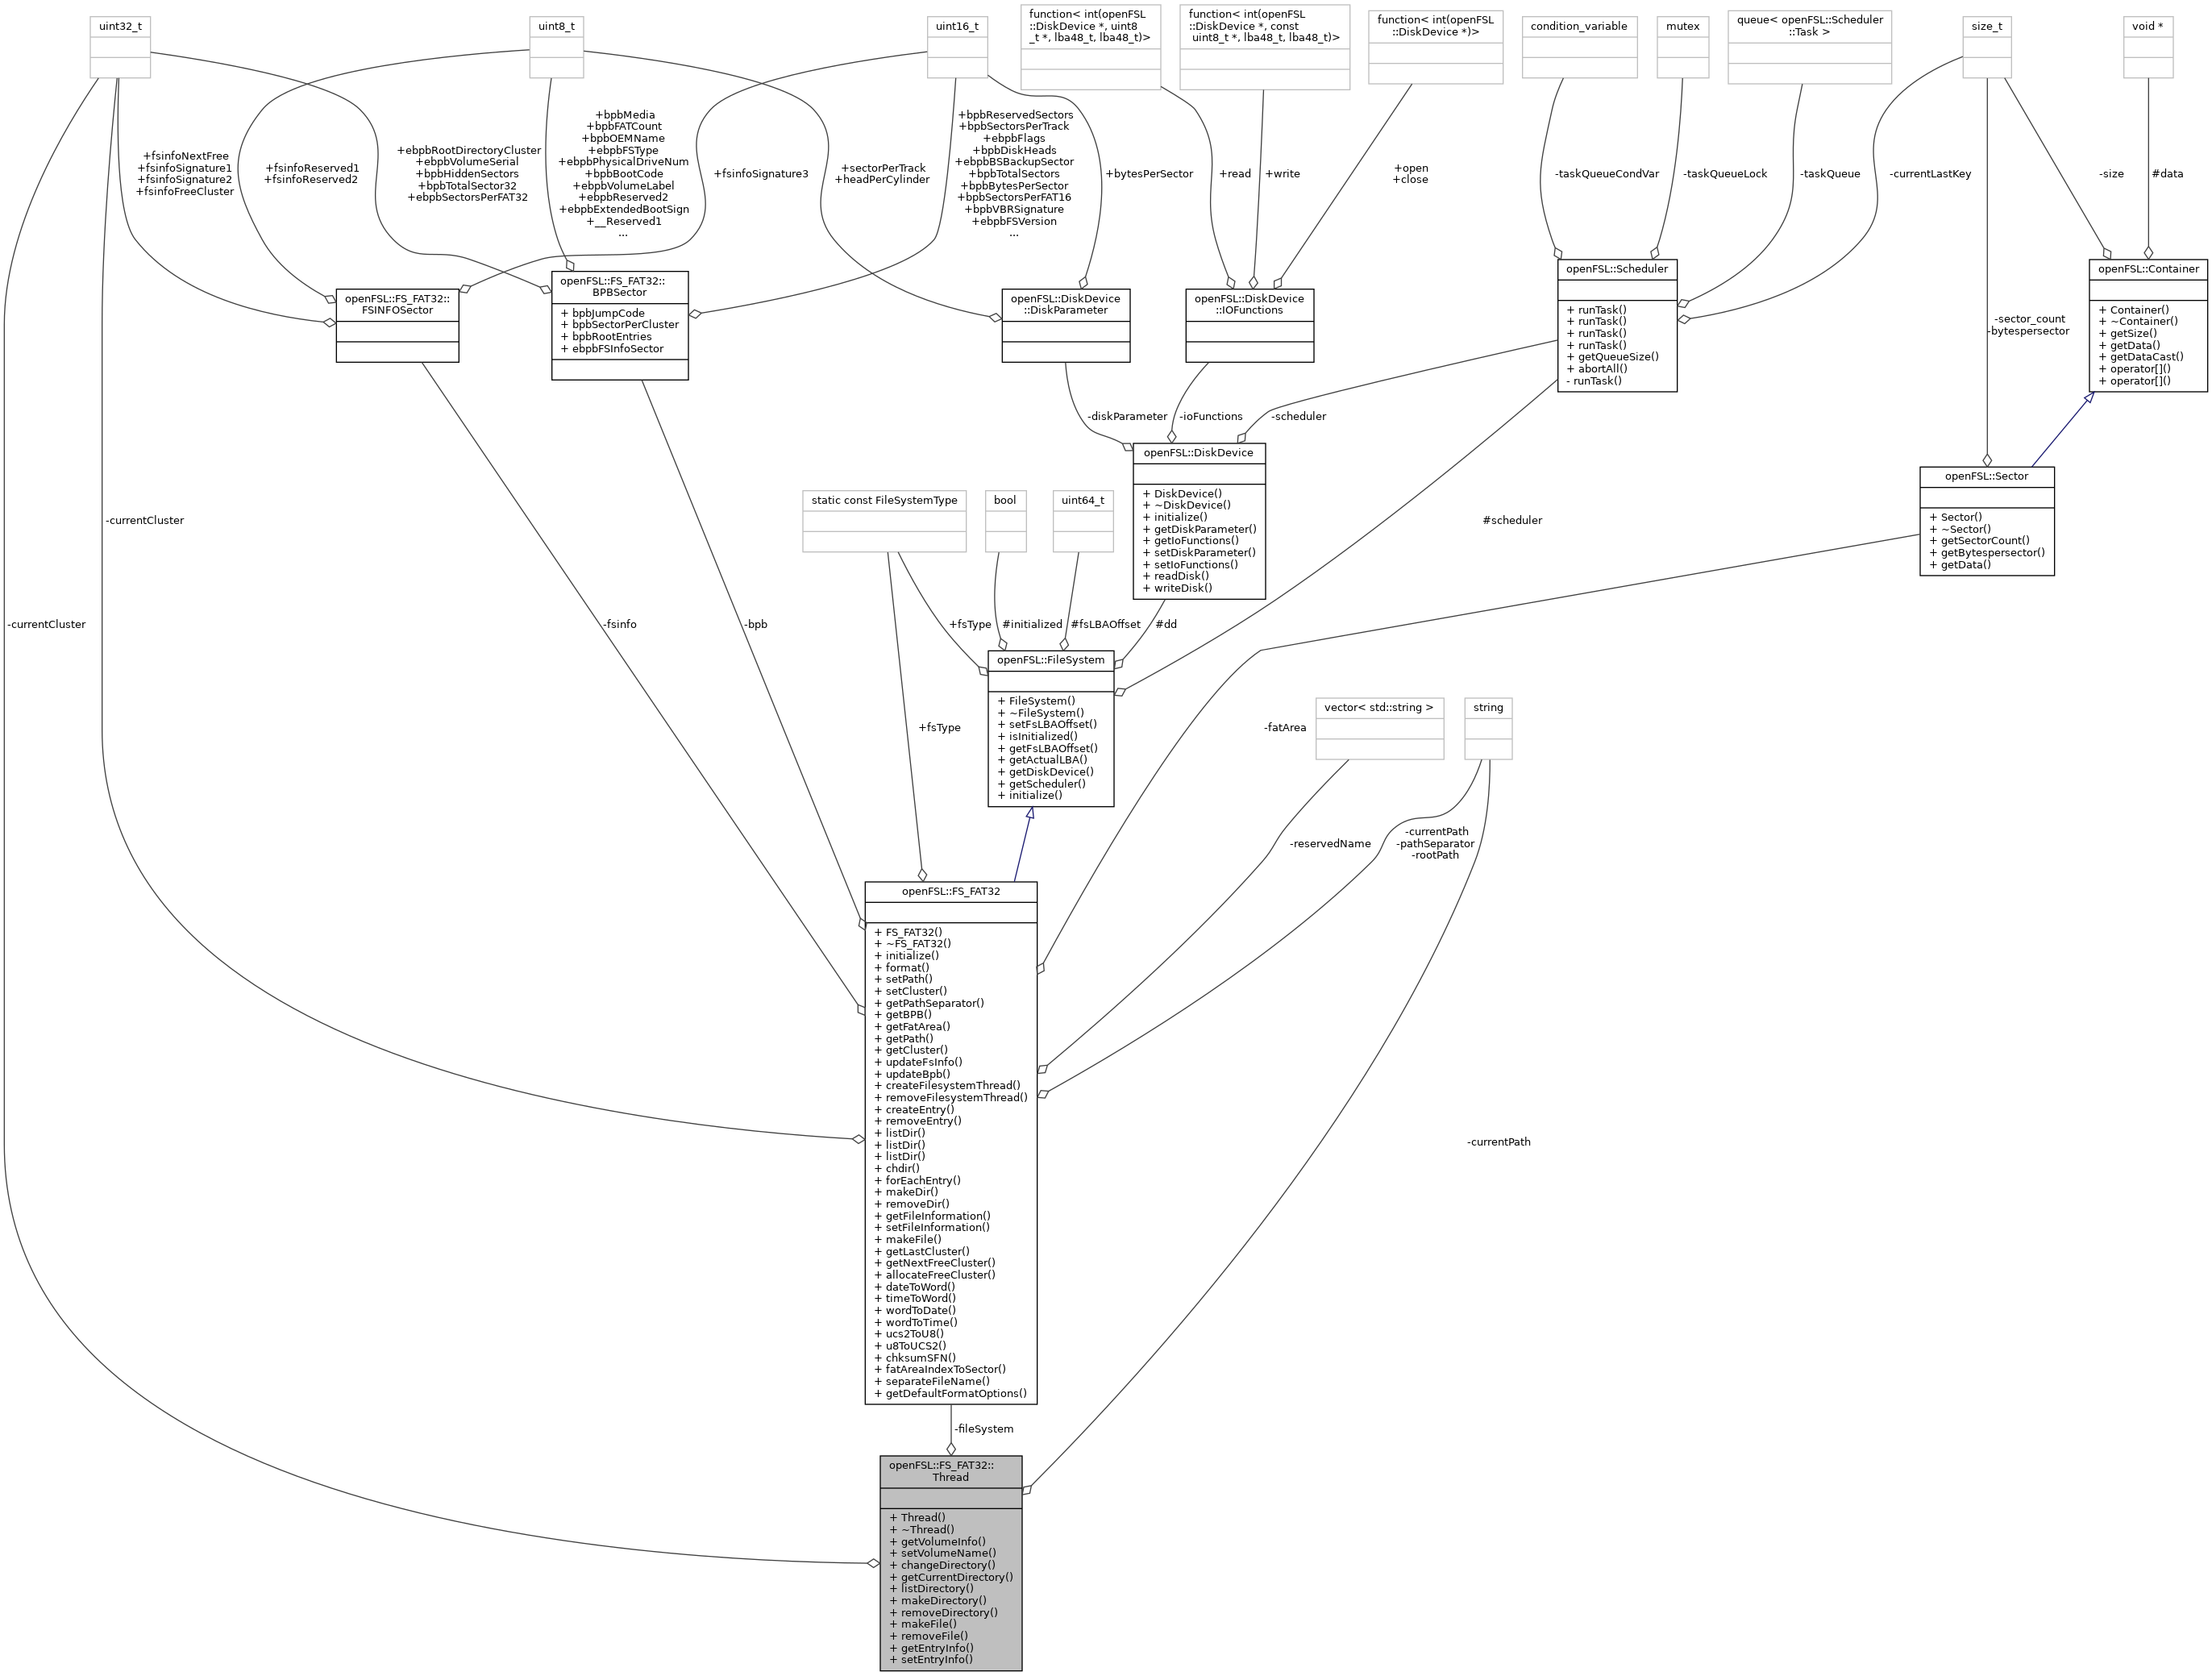 uint32_t
uint8_t
uint16_t
function< int(openFSL
::DiskDevice *, uint8
_t *, lba48_t, lba48_t)>
function< int(openFSL
::DiskDevice *, const
uint8_t *, lba48_t, lba48_t)>
function< int(openFSL
::DiskDevice *)>
condition_variable
mutex
queue< openFSL::Scheduler
::Task >
size_t
void *
+fsinfoNextFree
+fsinfoSignature1
+fsinfoSignature2
+fsinfoFreeCluster
+fsinfoReserved1
+fsinfoReserved2
+ebpbRootDirectoryCluster
+ebpbVolumeSerial
+bpbHiddenSectors
+bpbTotalSector32
+ebpbSectorsPerFAT32
+bpbMedia
+bpbFATCount
+bpbOEMName
+ebpbFSType
+ebpbPhysicalDriveNum
+bpbBootCode
+ebpbVolumeLabel
+ebpbReserved2
+ebpbExtendedBootSign
+__Reserved1
...
+fsinfoSignature3
+sectorPerTrack
+headPerCylinder
+bpbReservedSectors
+bpbSectorsPerTrack
+ebpbFlags
+bpbDiskHeads
+ebpbBSBackupSector
+bpbTotalSectors
+bpbBytesPerSector
+bpbSectorsPerFAT16
+bpbVBRSignature
+ebpbFSVersion
...
+bytesPerSector
+read
+write
+open
+close
-taskQueueCondVar
-taskQueueLock
-taskQueue
-currentLastKey
-size
#data
openFSL::FS_FAT32::
FSINFOSector
openFSL::FS_FAT32::
BPBSector
+ bpbJumpCode
+ bpbSectorPerCluster
+ bpbRootEntries
+ ebpbFSInfoSector
openFSL::DiskDevice
::DiskParameter
openFSL::DiskDevice
::IOFunctions
openFSL::Scheduler
+ runTask()
+ runTask()
+ runTask()
+ runTask()
+ getQueueSize()
+ abortAll()
- runTask()
openFSL::Container
+ Container()
+ ~Container()
+ getSize()
+ getData()
+ getDataCast()
+ operator[]()
+ operator[]()
-sector_count
-bytespersector
-diskParameter
-ioFunctions
-scheduler
openFSL::DiskDevice
+ DiskDevice()
+ ~DiskDevice()
+ initialize()
+ getDiskParameter()
+ getIoFunctions()
+ setDiskParameter()
+ setIoFunctions()
+ readDisk()
+ writeDisk()
openFSL::Sector
+ Sector()
+ ~Sector()
+ getSectorCount()
+ getBytespersector()
+ getData()
static const FileSystemType
bool
uint64_t
-currentCluster
#scheduler
-currentCluster
-fsinfo
-bpb
+fsType
#initialized
#fsLBAOffset
#dd
openFSL::FileSystem
+ FileSystem()
+ ~FileSystem()
+ setFsLBAOffset()
+ isInitialized()
+ getFsLBAOffset()
+ getActualLBA()
+ getDiskDevice()
+ getScheduler()
+ initialize()
+fsType
-fatArea
vector< std::string >
string
-reservedName
-currentPath
-pathSeparator
-rootPath
openFSL::FS_FAT32
+ FS_FAT32()
+ ~FS_FAT32()
+ initialize()
+ format()
+ setPath()
+ setCluster()
+ getPathSeparator()
+ getBPB()
+ getFatArea()
+ getPath()
+ getCluster()
+ updateFsInfo()
+ updateBpb()
+ createFilesystemThread()
+ removeFilesystemThread()
+ createEntry()
+ removeEntry()
+ listDir()
+ listDir()
+ listDir()
+ chdir()
+ forEachEntry()
+ makeDir()
+ removeDir()
+ getFileInformation()
+ setFileInformation()
+ makeFile()
+ getLastCluster()
+ getNextFreeCluster()
+ allocateFreeCluster()
+ dateToWord()
+ timeToWord()
+ wordToDate()
+ wordToTime()
+ ucs2ToU8()
+ u8ToUCS2()
+ chksumSFN()
+ fatAreaIndexToSector()
+ separateFileName()
+ getDefaultFormatOptions()
-currentPath
-fileSystem
openFSL::FS_FAT32::
Thread
+ Thread()
+ ~Thread()
+ getVolumeInfo()
+ setVolumeName()
+ changeDirectory()
+ getCurrentDirectory()
+ listDirectory()
+ makeDirectory()
+ removeDirectory()
+ makeFile()
+ removeFile()
+ getEntryInfo()
+ setEntryInfo()